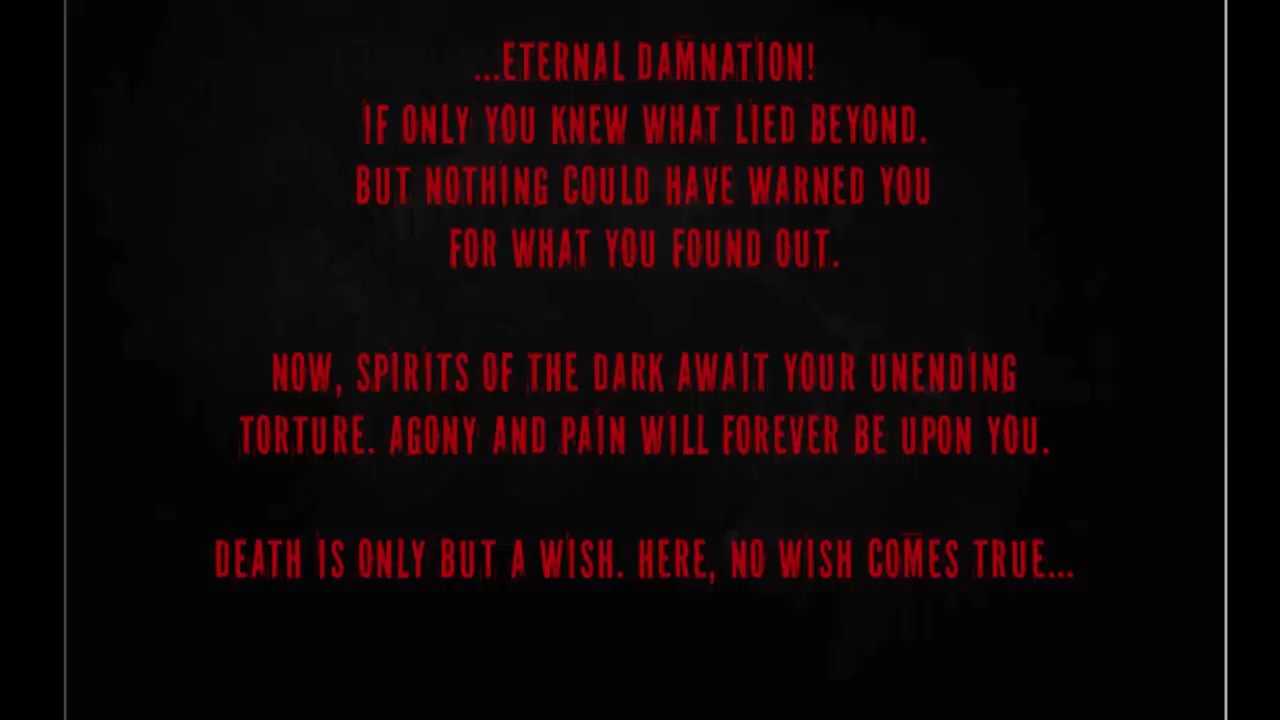 ...ETERNAL DAMNATION!
IF ONLY YOU KNEW WHAT LIED BEYOND.
BUT NOTHING COULD HAVE WARNED YOU
FOR WHAT YOU FOUND OUT.
NOW, SPIRITS OF THE DARK AWAIT YOUR UNENDING
TORTURE. AGONY AND PAIN WILL FOREVER BE UPON YOU.
DEATH IS ONLY BUT A WISH. HERE, NO WISH COMES TRUE...